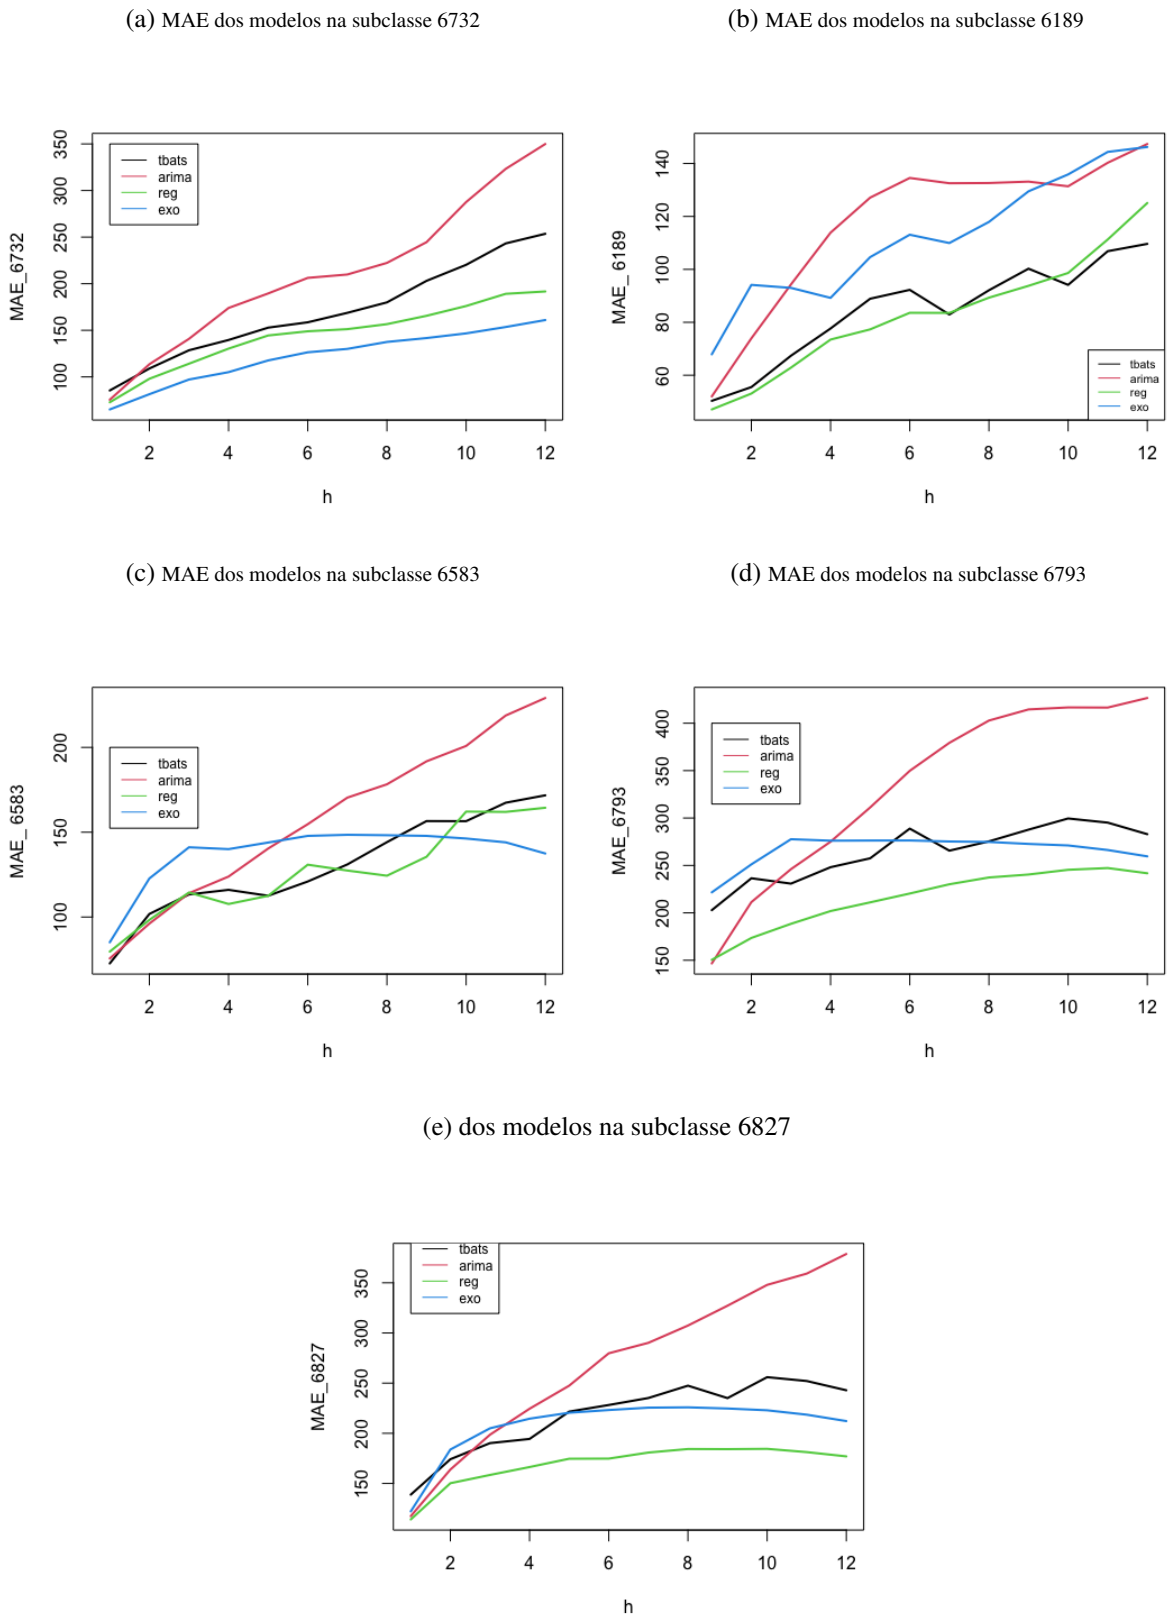 (a) MAE dos modelos na subclasse 6732
MAE_6732
350
300
250
200
150
100
tbats
arima
reg
exo
2 4 6 8 10 12
h
(b) MAE dos modelos na subclasse 6189
MAE_ 6189
140
120
100
80
60
tbats
arima
reg
exo
2 4 6 8 10 12
h
(c) MAE dos modelos na subclasse 6583
MAE_ 6583
200
150
100
tbats
arima
reg
exo
2 4 6 8 10 12
h
(d) MAE dos modelos na subclasse 6793
MAE_6793
400
350
300
250
200
150
tbats
arima
reg
exo
2 4 6 8 10 12
h
(e) dos modelos na subclasse 6827
MAE_6827
350
300
250
200
150
tbats
arima
reg
exo
2 4 6 8 10 12
h